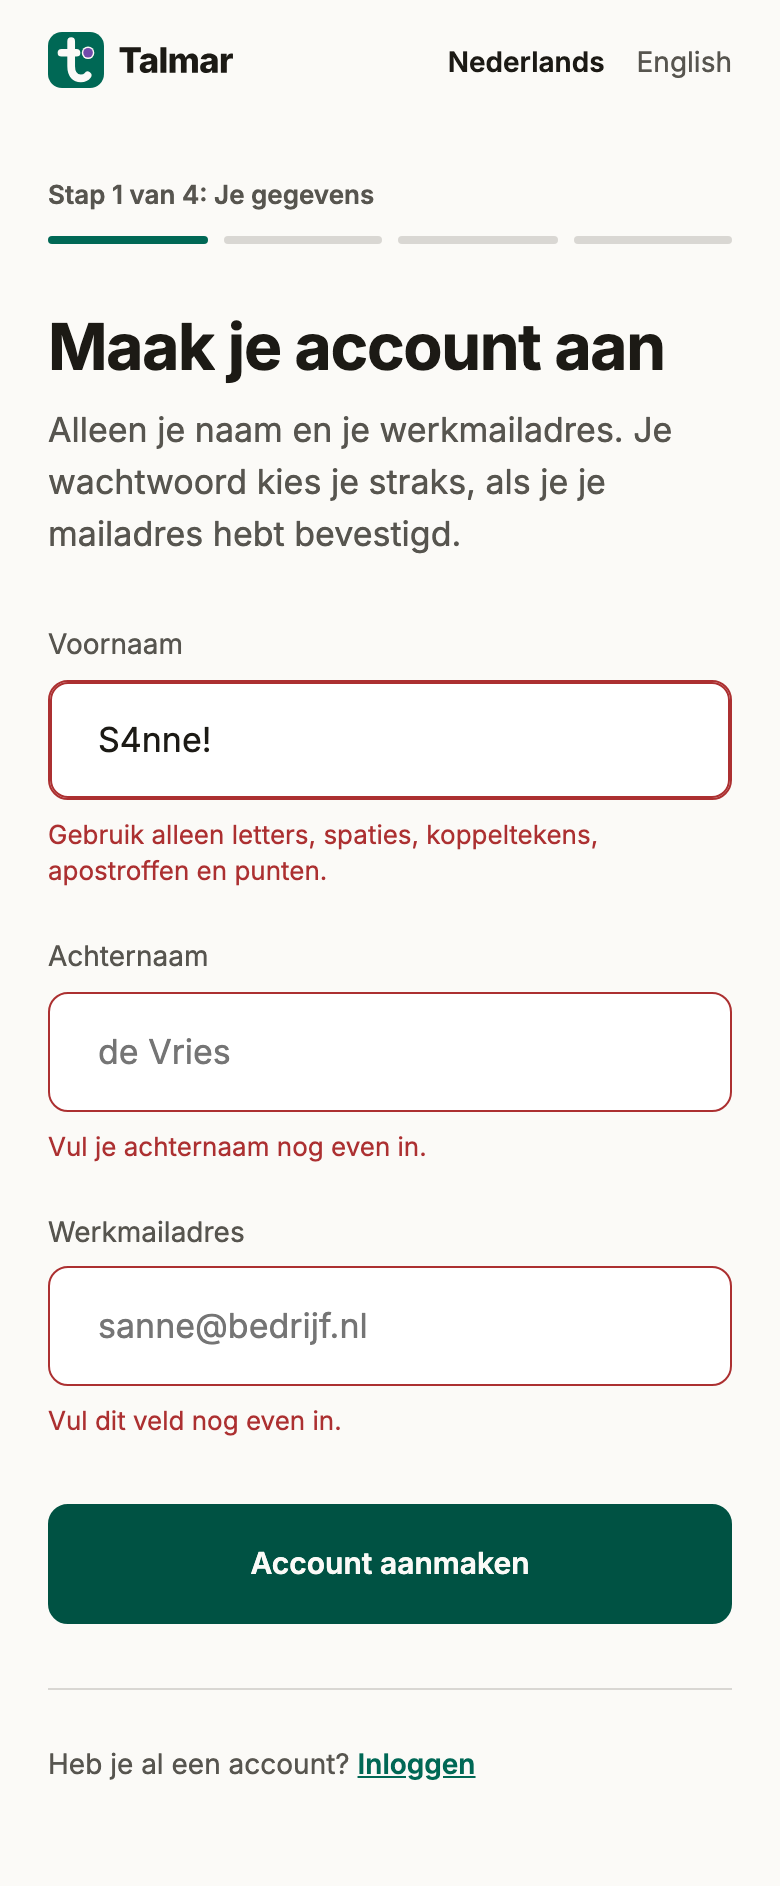 Talmar
Nederlands English
Stap 1 van 4: Je gegevens
Maak je account aan
Alleen je naam en je werkmailadres. Je
wachtwoord kies je straks, als je je
mailadres hebt bevestigd.
Voornaam
S4nne!
Gebruik alleen letters, spaties, koppeltekens,
apostroffen en punten.
Achternaam
de Vries
Vul je achternaam nog even in.
Werkmailadres
sanne@bedrijf.nl
Vul dit veld nog even in.
Account aanmaken
Heb je al een account? Inloggen